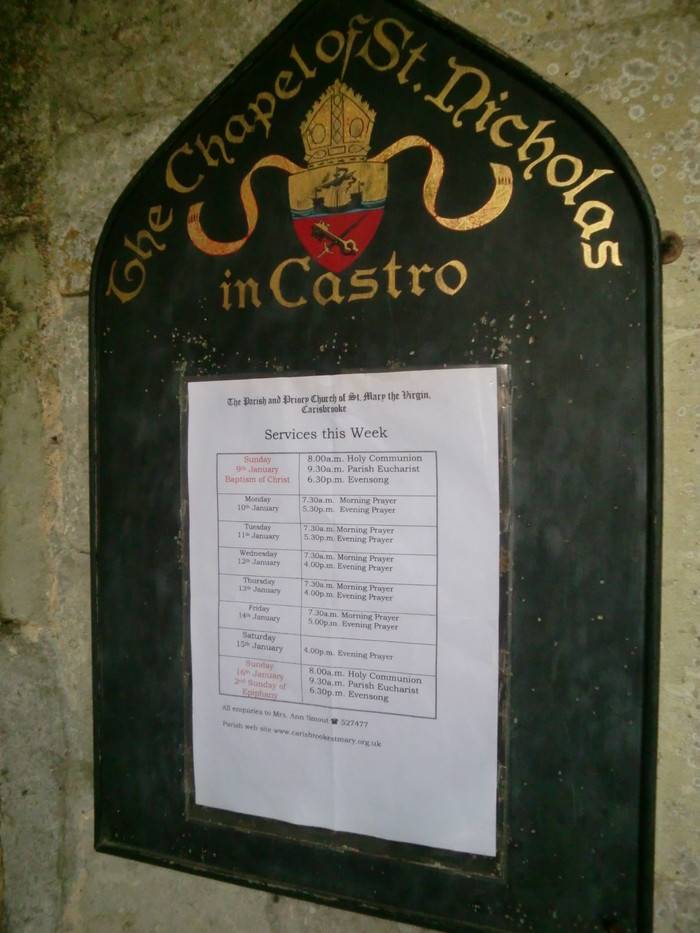 The Chapel of St. Nicholas
in Castro
The Parish and Priory Church of St. Mary the Virgin,
Carisbrooke
Services this Week
Sunday
9th January
Baptism of Christ
8.00a.m. Holy Communion
9.30a.m. Parish Eucharist
6.30p.m. Evensong
Monday
10th January
7.30a.m. Morning Prayer
5.30p.m. Evening Prayer
Tuesday
11th January
7.30a.m. Morning Prayer
5.30p.m. Evening Prayer
Wednesday
12th January
7.30a.m. Morning Prayer
4.00p.m. Evening Prayer
Thursday
13th January
7.30a.m. Morning Prayer
4.00p.m. Evening Prayer
Friday
14th January
7.30a.m. Morning Prayer
5.00p.m. Evening Prayer
Saturday
15th January
4.00p.m. Evening Prayer
Sunday
16th January
2nd Sunday of
Epiphany
8.00a.m. Holy Communion
9.30a.m. Parish Eucharist
6.30p.m. Evensong
All enquiries to Mrs. Ann Smout ☎ 527477
Parish web site www.carisbrookestmary.org.uk